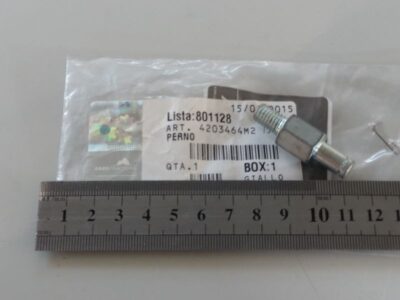 15/0
2015
Lista:801128
ART. 4203464M2
PERNO
QTA.1 BOX:1
GIALLO
1 2 3 4 5 6 7 8 9 10 11 12